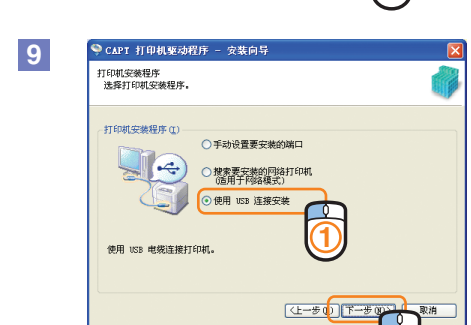 9
CAPT 打印机驱动程序 - 安装向导
打印机安装程序
选择打印机安装程序。
打印机安装程序(I)
手动设置要安装的端口
搜索要安装的网络打印机
(适用于网络模式)
使用 USB 连接安装
1
使用 USB 电缆连接打印机。
<上一步(B) 下一步(N)> 取消